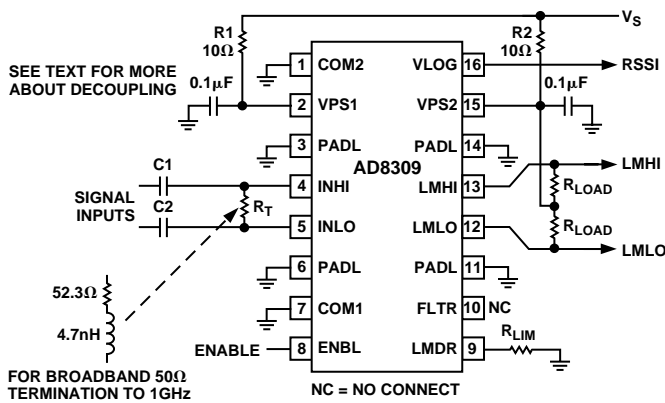 R1
10Ω
R2
10Ω
VS
SEE TEXT FOR MORE
ABOUT DECOUPLING
0.1μF
1 COM2
VLOG 16
RSSI
2 VPS1
VPS2 15
0.1μF
3 PADL
PADL 14
AD8309
C1
SIGNAL
INPUTS
C2
RT
4 INHI
LMHI 13
LMHI
RLOAD
5 INLO
LMLO 12
RLOAD
LMLO
6 PADL
PADL 11
52.3Ω
4.7nH
7 COM1
FLTR 10 NC
RLIM
ENABLE
8 ENBL
LMDR 9
FOR BROADBAND 50Ω
TERMINATION TO 1GHz
NC = NO CONNECT